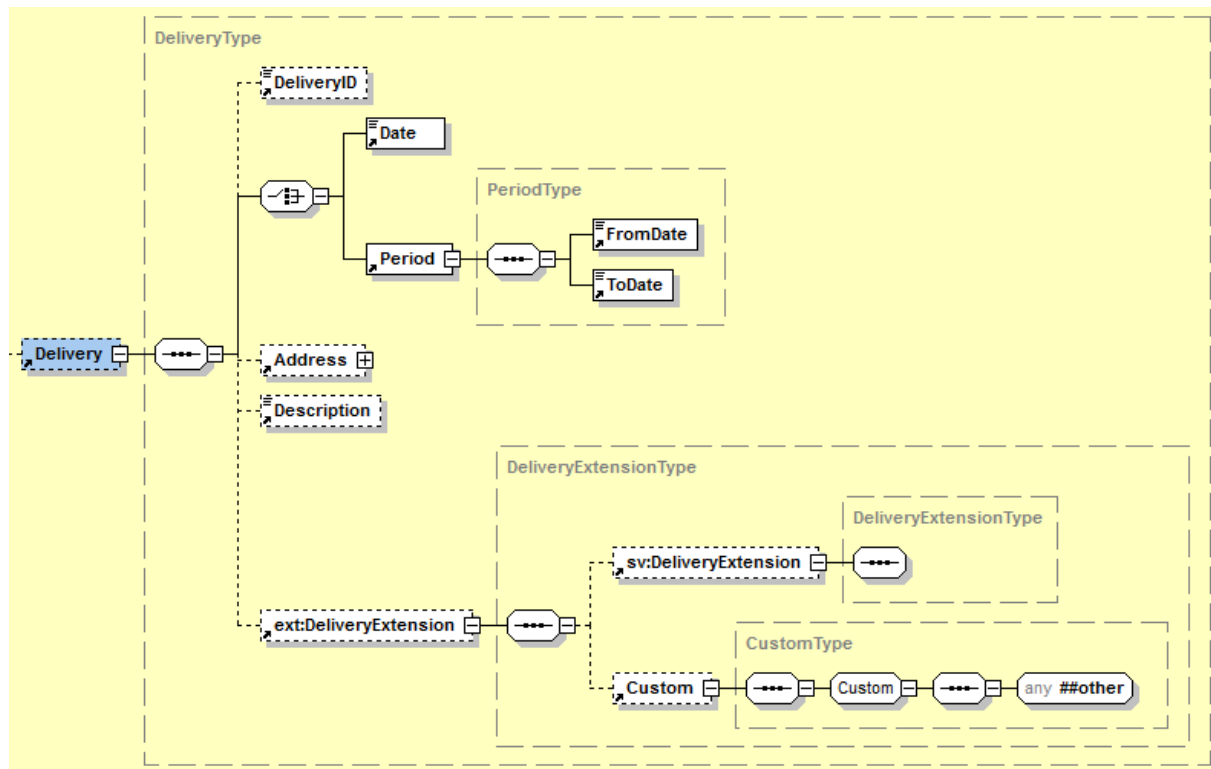 DeliveryType
DeliveryID
Date
PeriodType
FromDate
Period
ToDate
Delivery
Address
Description
DeliveryExtensionType
DeliveryExtensionType
sv:DeliveryExtension
ext:DeliveryExtension
CustomType
Custom
Custom
any ##other